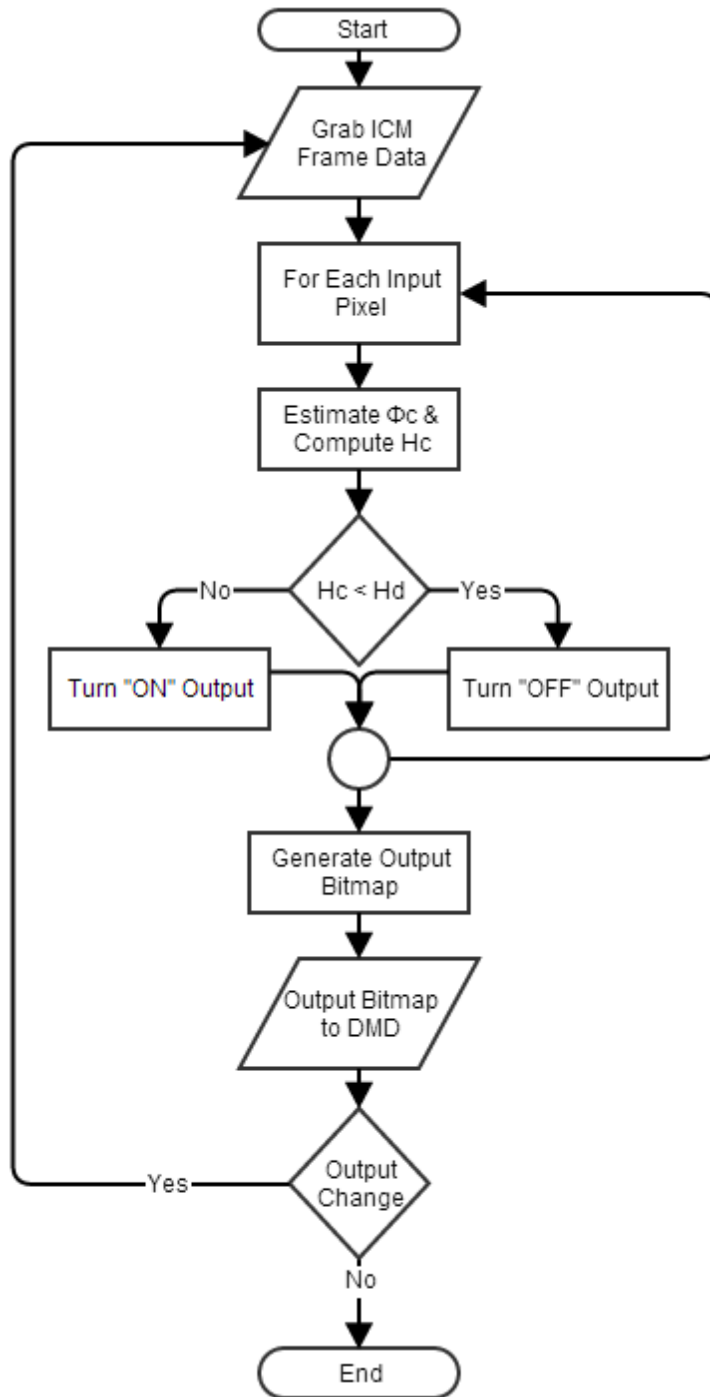 Start
Grab ICM
Frame Data
For Each Input
Pixel
Estimate Φc &
Compute Hc
Hc < Hd
No
Yes
Turn "ON" Output
Turn "OFF" Output
Generate Output
Bitmap
Output Bitmap
to DMD
Output
Change
Yes
No
End